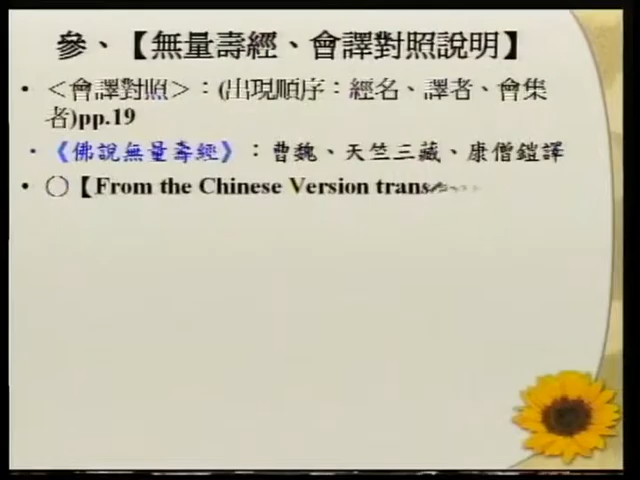 參、【無量壽經、會譯對照說明】
• ＜會譯對照＞：(出現順序：經名、譯者、會集
者)pp.19
• 《佛說無量壽經》：曹魏、天竺三藏、康僧鎧譯
• ○【From the Chinese Version